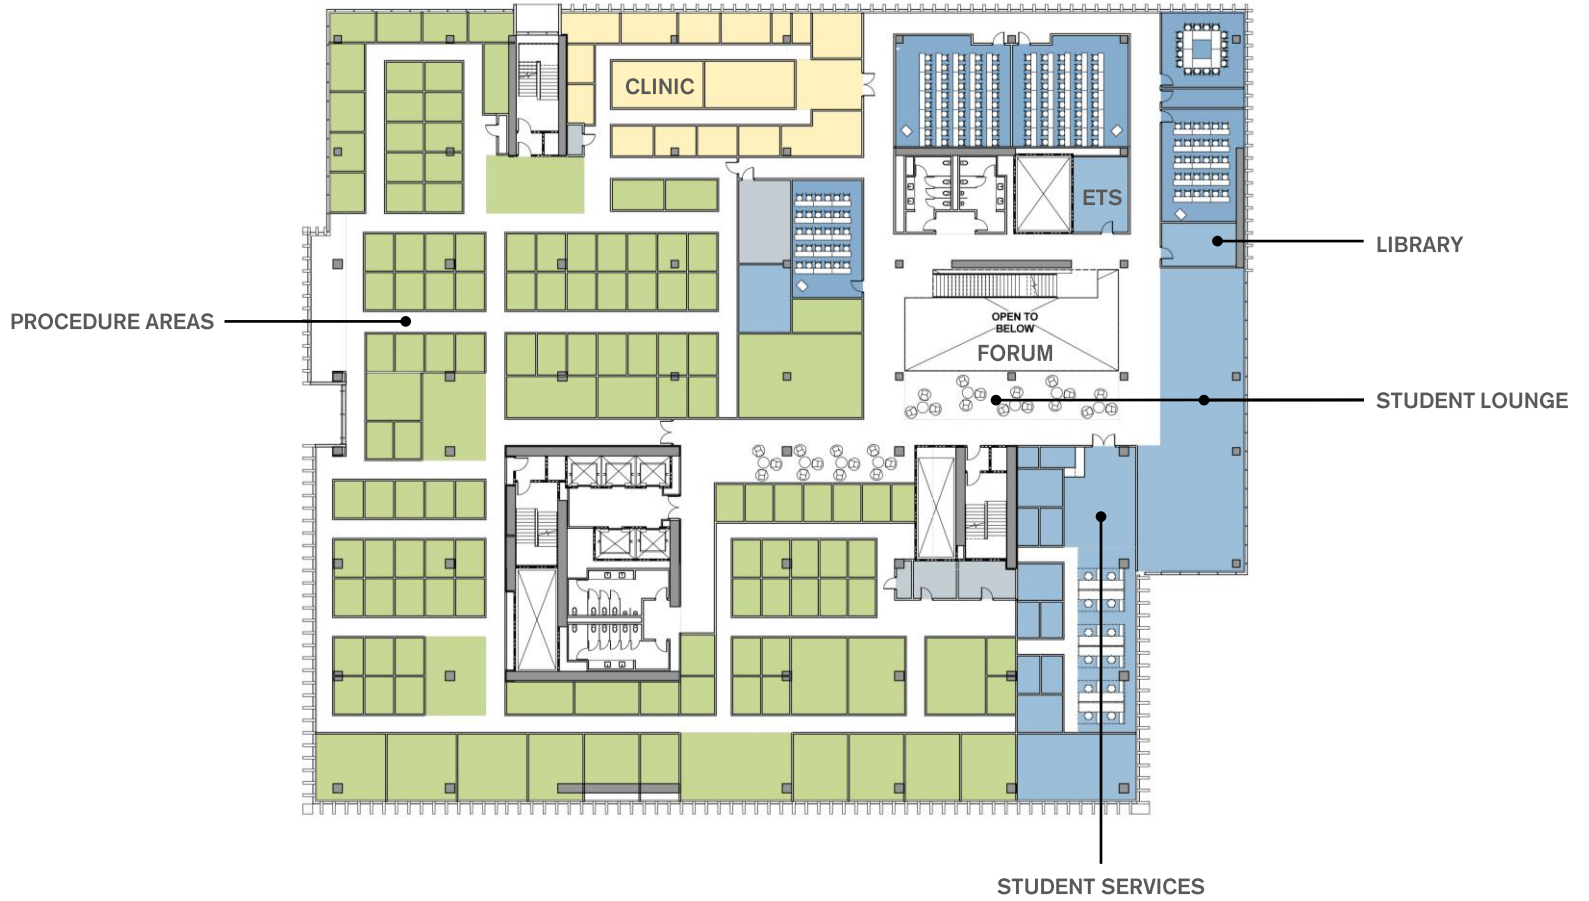 CLINIC
ETS
LIBRARY
PROCEDURE AREAS
OPEN TO
BELOW
FORUM
STUDENT LOUNGE
STUDENT SERVICES